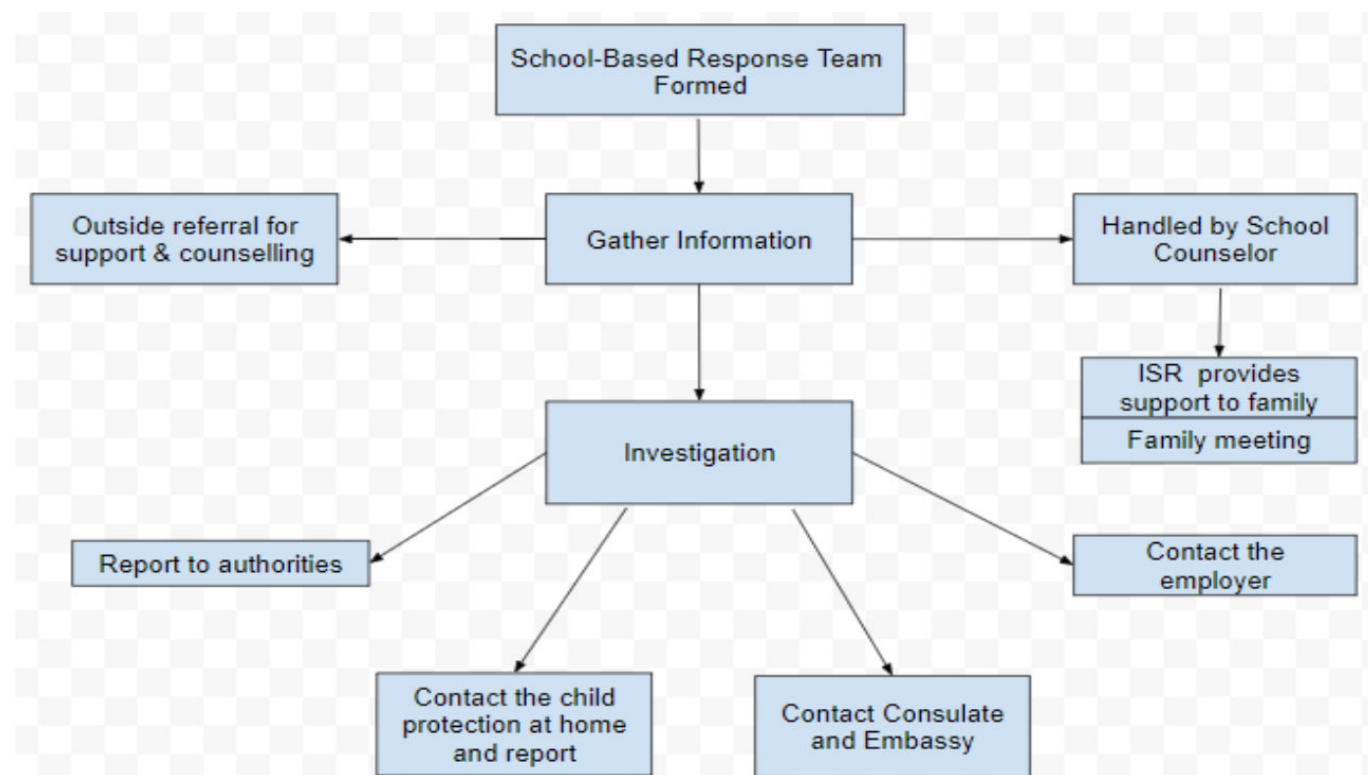 School-Based Response Team
Formed
Outside referral for
support & counselling
Gather Information
Handled by School
Counselor
ISR provides
support to family
Family meeting
Investigation
Report to authorities
Contact the
employer
Contact the child
protection at home
and report
Contact Consulate
and Embassy